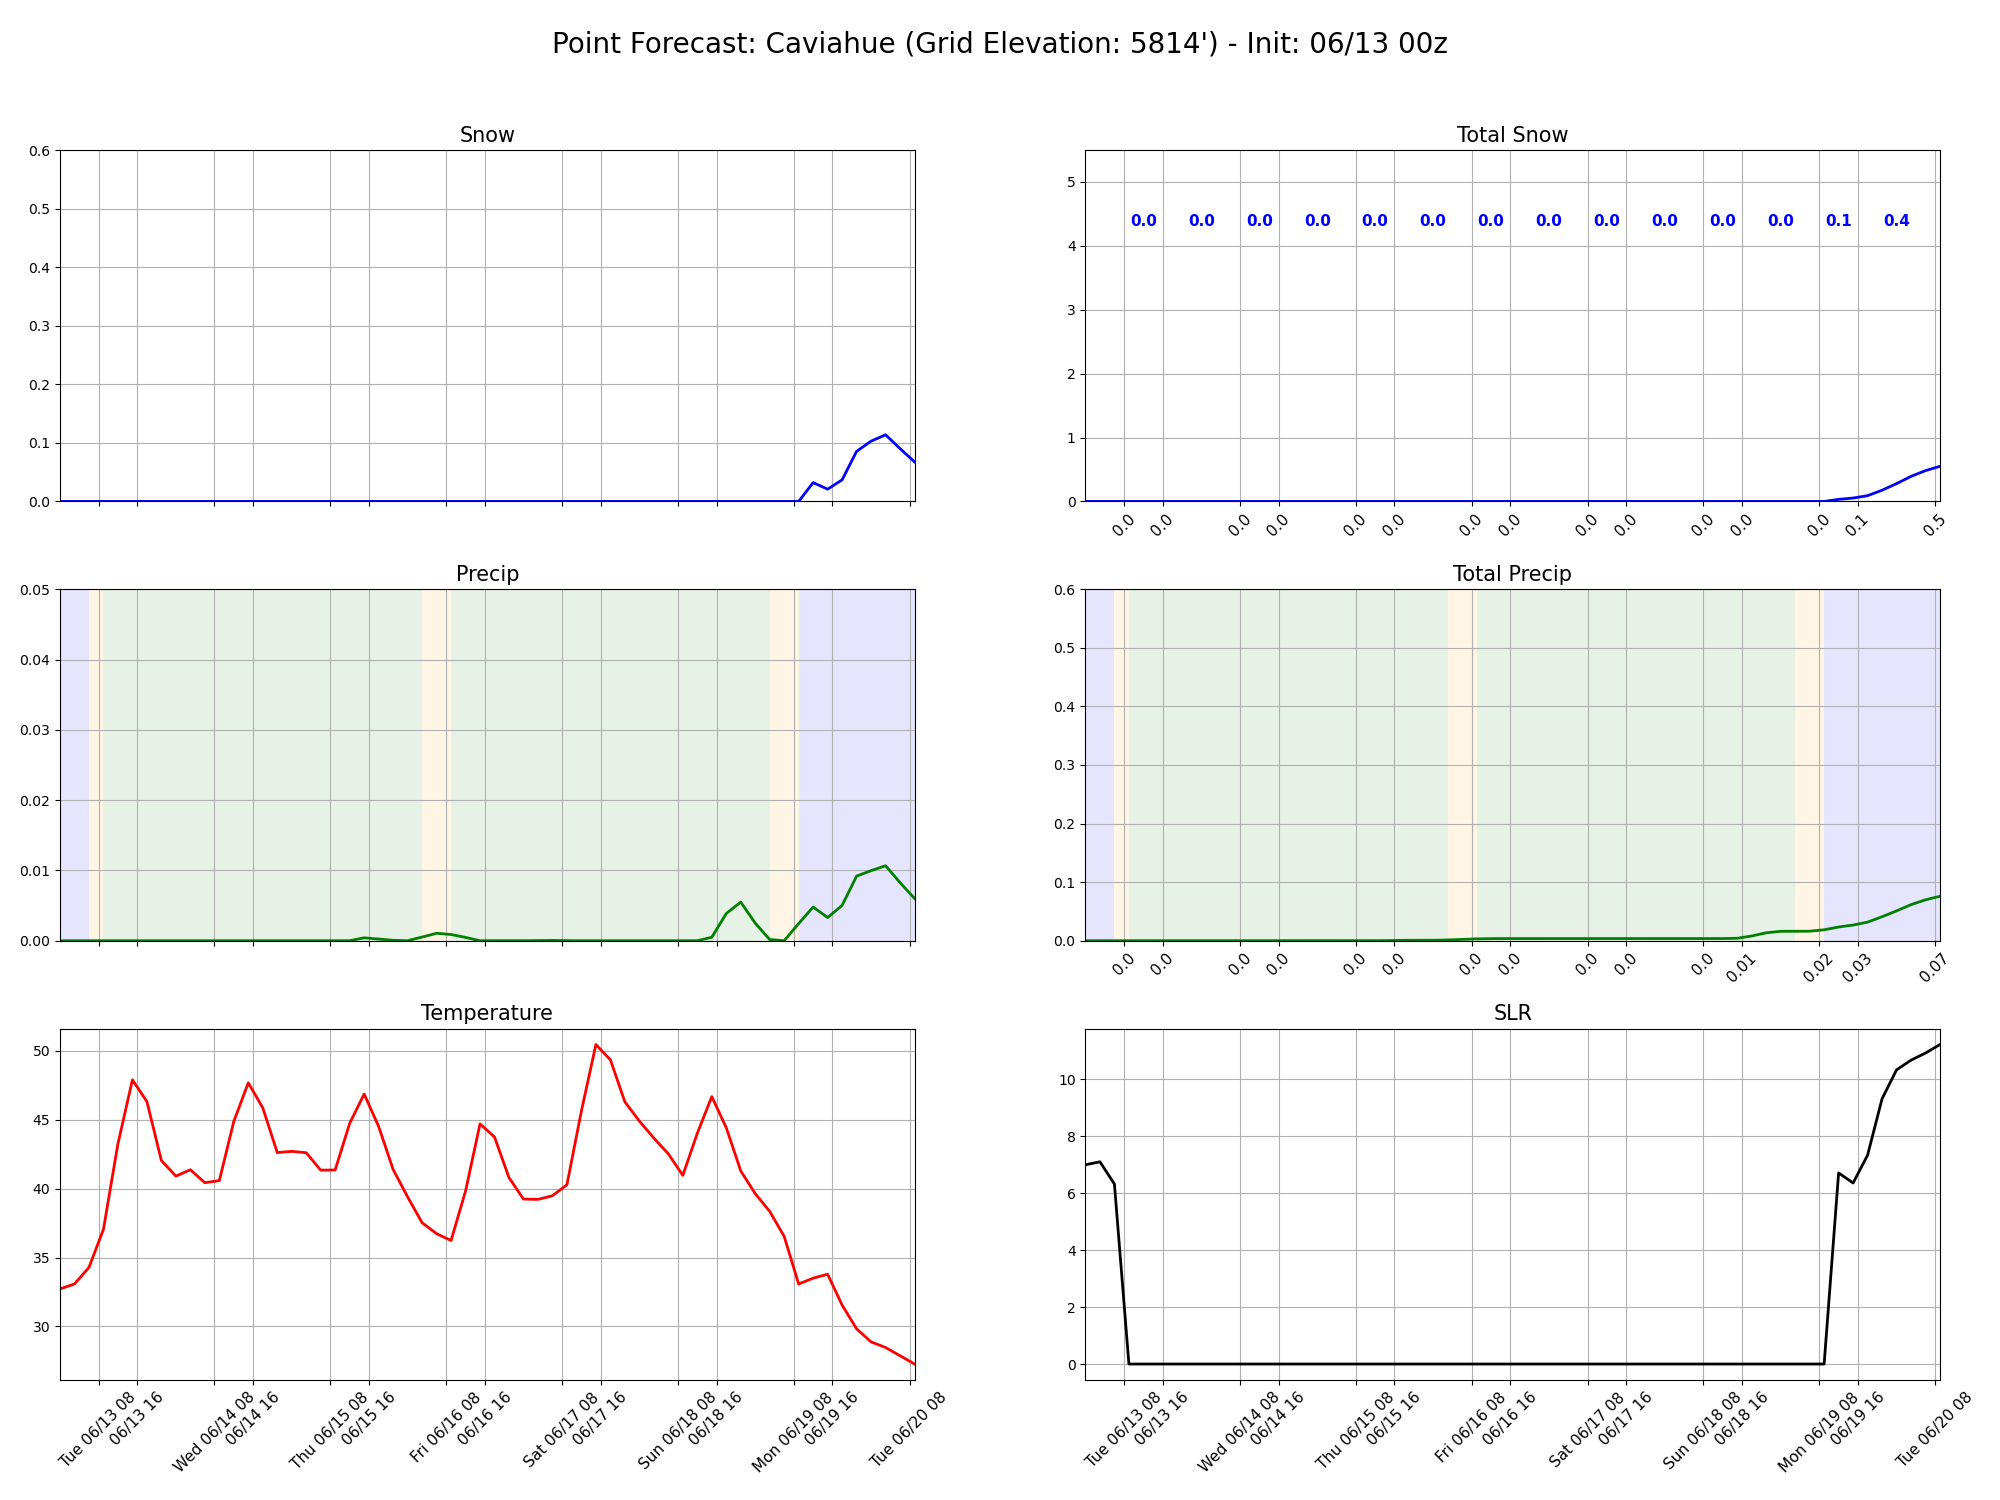 Point Forecast: Caviahue (Grid Elevation: 5814') - Init: 06/13 00z
Snow
0.6
0.5
0.4
0.3
0.2
0.1
0.0
Total Snow
5
4
3
2
1
0
0.0 0.0 0.0 0.0 0.0 0.0 0.0 0.0 0.0 0.0 0.0 0.0 0.1 0.4
0.0 0.0 0.0 0.0 0.0 0.0 0.0 0.0 0.0 0.0 0.0 0.0 0.0 0.1 0.5
Precip
0.05
0.04
0.03
0.02
0.01
0.00
Total Precip
0.6
0.5
0.4
0.3
0.2
0.1
0.0
0.0 0.0 0.0 0.0 0.0 0.0 0.0 0.0 0.0 0.0 0.0 0.01 0.02 0.03 0.07
Temperature
50
45
40
35
30
Tue 06/13 08
06/13 16
Wed 06/14 08
06/14 16
Thu 06/15 08
06/15 16
Fri 06/16 08
06/16 16
Sat 06/17 08
06/17 16
Sun 06/18 08
06/18 16
Mon 06/19 08
06/19 16
Tue 06/20 08
SLR
10
8
6
4
2
0
Tue 06/13 08
06/13 16
Wed 06/14 08
06/14 16
Thu 06/15 08
06/15 16
Fri 06/16 08
06/16 16
Sat 06/17 08
06/17 16
Sun 06/18 08
06/18 16
Mon 06/19 08
06/19 16
Tue 06/20 08